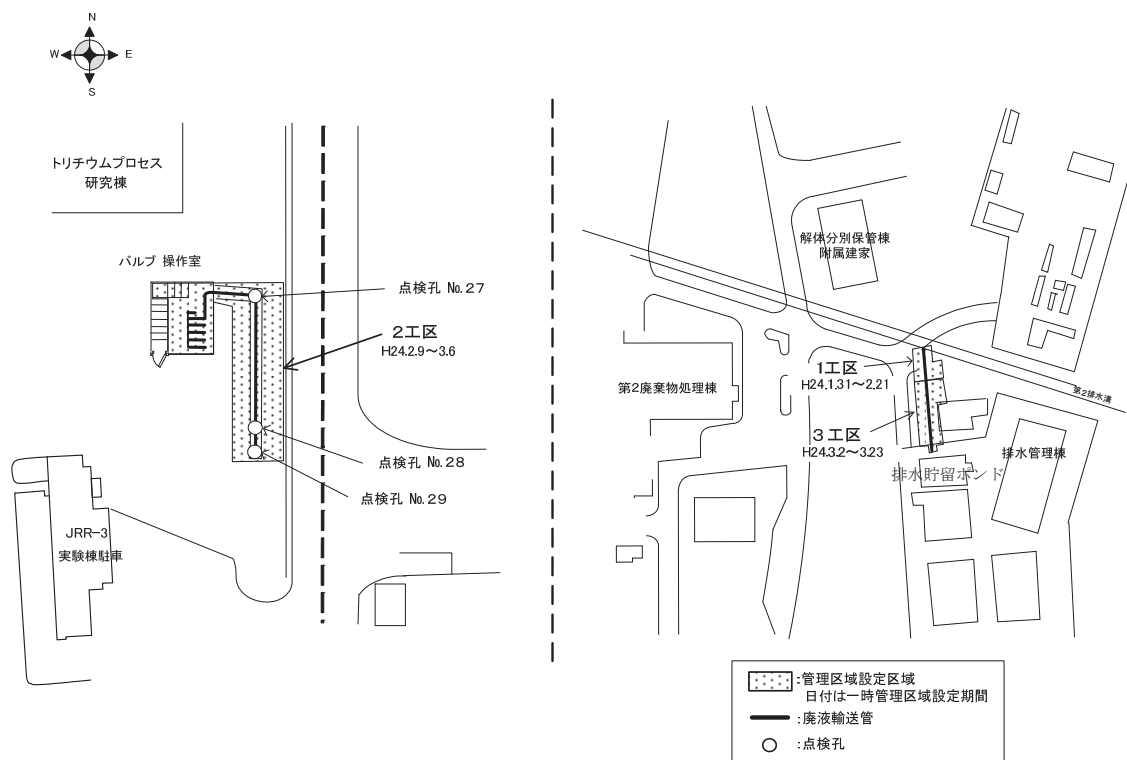 N
W E
S
トリチウムプロセス
研究棟
バルブ 操作室
点検孔 No.27
2工区
H24.2.9～3.6
点検孔 No.28
点検孔 No.29
JRR-3
実験棟駐車
解体分別保管棟
附属建家
第2廃棄物処理棟
1工区
H24.1.31～2.21
第2排水溝
3工区
H24.3.2～3.23
排水管理棟
排水貯留ポンド
:管理区域設定区域
日付は一時管理区域設定期間
:廃液輸送管
:点検孔